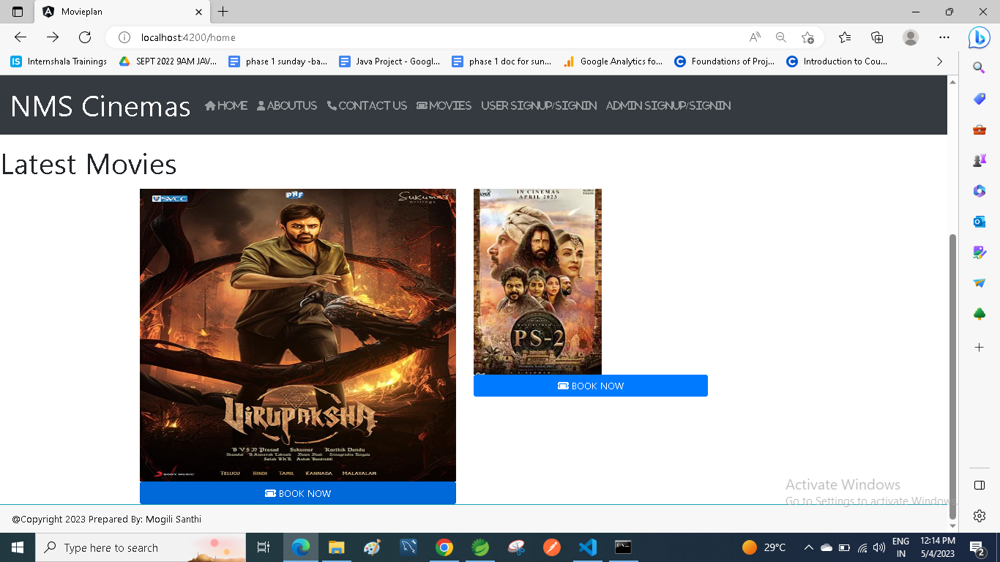 Movieplan
localhost:4200/home
Internshala Trainings
SEPT 2022 9AM JAV...
phase 1 sunday -ba...
Java Project - Googl...
phase 1 doc for sun...
Google Analytics fo...
Foundations of Proj...
Introduction to Cou...
NMS Cinemas
HOME
ABOUTUS
CONTACT US
MOVIES
USER SIGNUP/SIGNIN
ADMIN SIGNUP/SIGNIN
Latest Movies
SVCC
Sukumar
writings
VIRUPAKSHA
B V S N Prasad Sukumar Karthik Dandu
SONY MUSIC
TELUGU HINDI TAMIL KANNADA MALAYALAM
BOOK NOW
LYCA
IN CINEMAS
APRIL 2023
PS-2
BOOK NOW
Activate Windows
Go to Settings to activate Windows.
@Copyright 2023 Prepared By: Mogili Santhi
Type here to search
29°C
ENG
IN
12:14 PM
5/4/2023
2